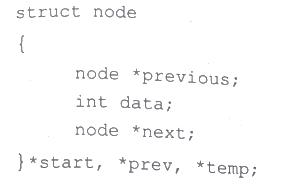 struct node
{
node *previous;
int data;
node *next;
}*start, *prev, *temp;